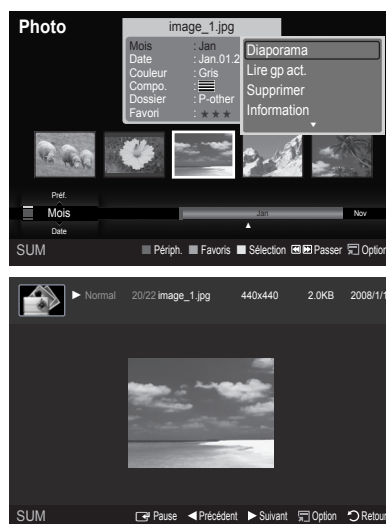 Photo
image_1.jpg
Mois : Jan
Date : Jan.01.2
Couleur : Gris
Compo. :
Dossier : P-other
Favori : ★★★
Diaporama
Lire gp act.
Supprimer
Information
Préf.
Mois
Date
Jan
Nov
SUM
Périph. Favoris Sélection Passer Option
Normal 20/22 image_1.jpg 440x440 2.0KB 2008/1/1
SUM
Pause Précédent Suivant Option Retour